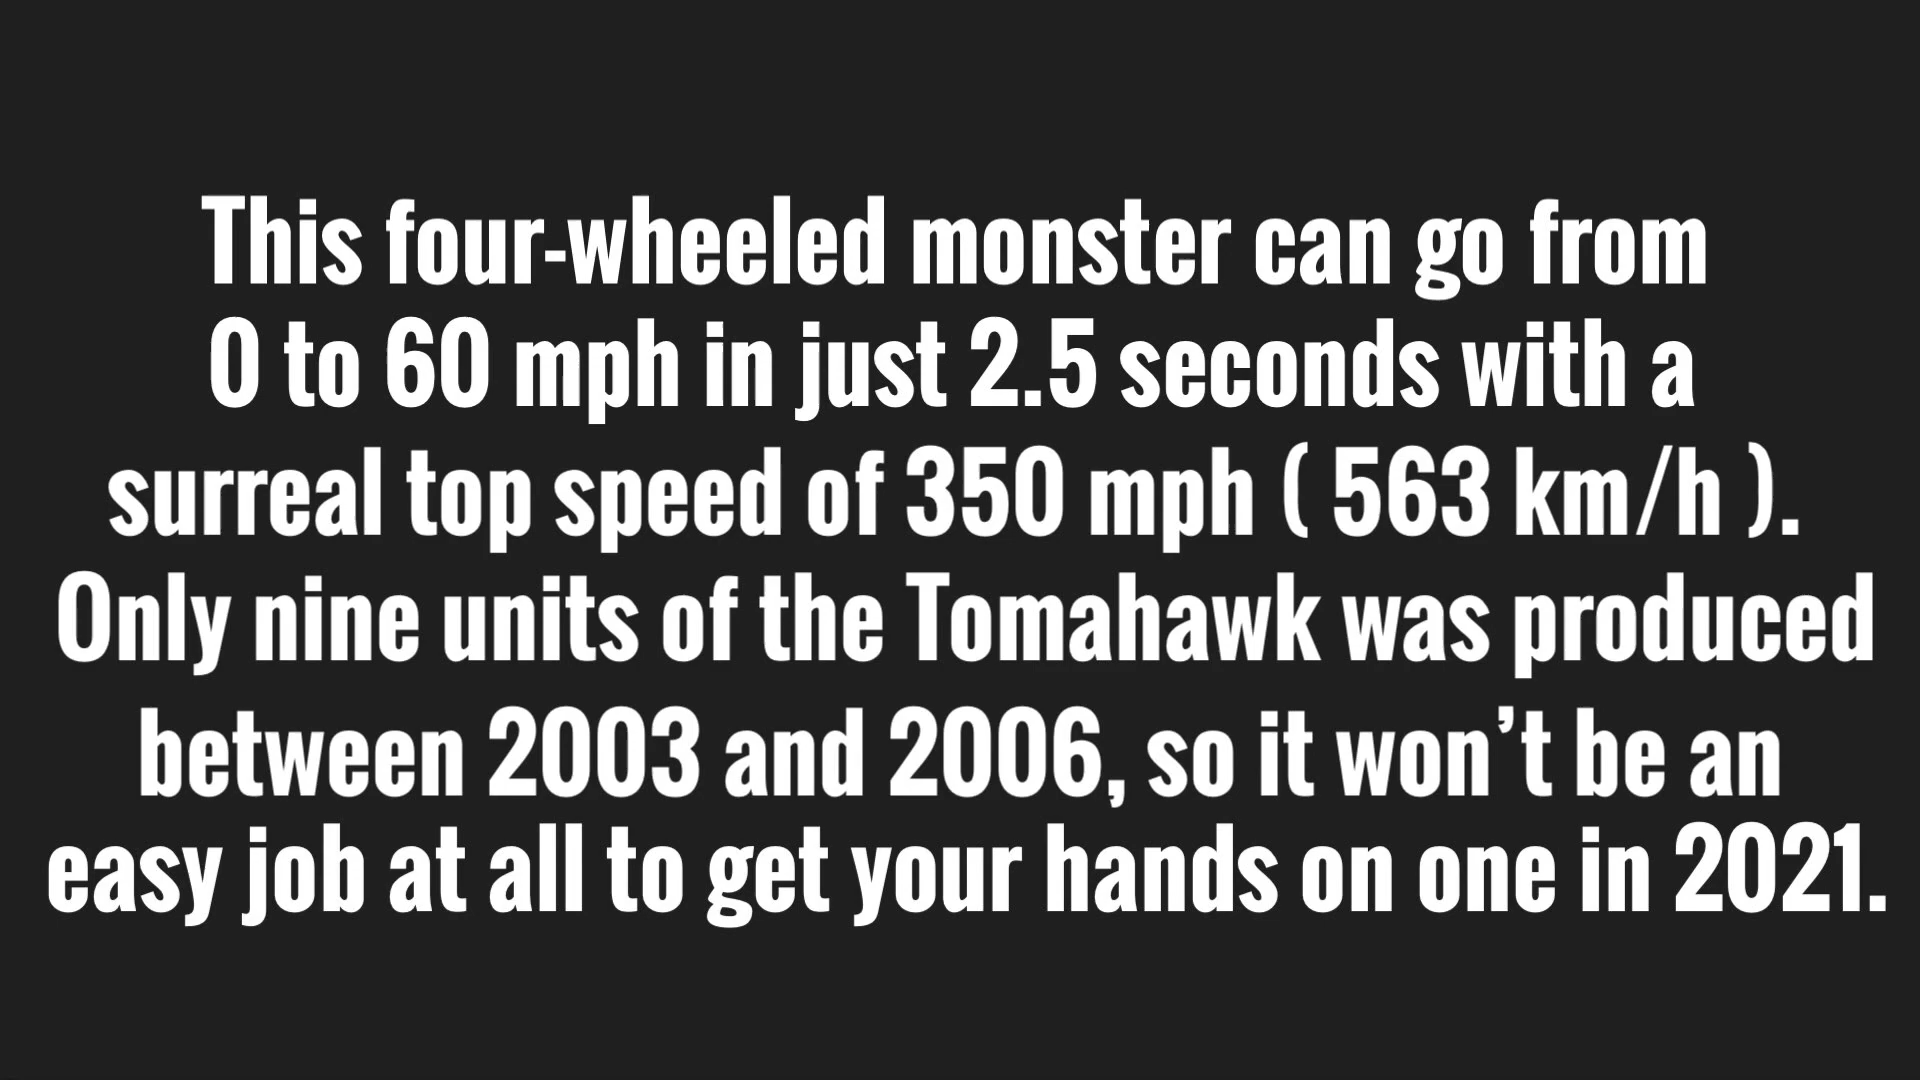 This four-wheeled monster can go from
0 to 60 mph in just 2.5 seconds with a
surreal top speed of 350 mph ( 563 km/h ).
Only nine units of the Tomahawk was produced
between 2003 and 2006, so it won’t be an
easy job at all to get your hands on one in 2021.